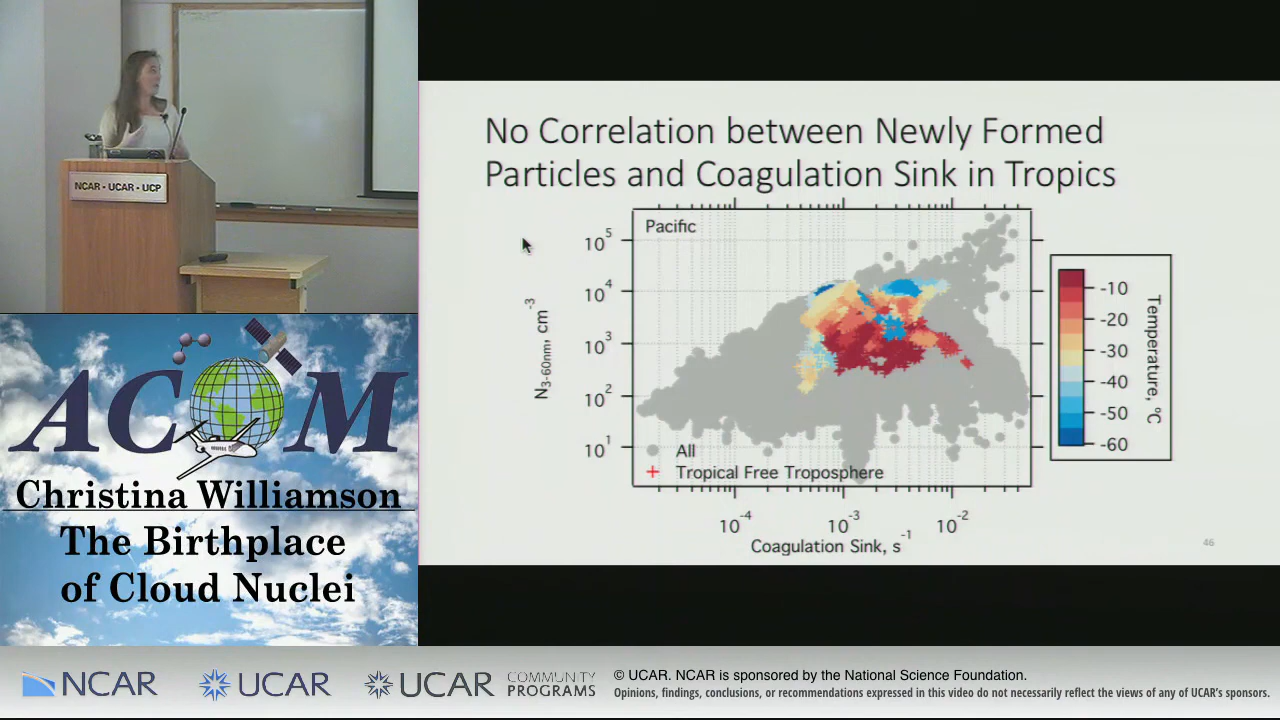 NCAR • UCAR • UCP
ACOM
Christina Williamson
The Birthplace
of Cloud Nuclei
No Correlation between Newly Formed
Particles and Coagulation Sink in Tropics
Pacific
10^5
10^4
10^3
10^2
10^1
N3-60nm, cm^-3
All
Tropical Free Troposphere
10^-4
10^-3
10^-2
Coagulation Sink, s^-1
-10
-20
-30
-40
-50
-60
Temperature, °C
46
NCAR
UCAR
UCAR
COMMUNITY
PROGRAMS
© UCAR. NCAR is sponsored by the National Science Foundation.
Opinions, findings, conclusions, or recommendations expressed in this video do not necessarily reflect the views of any of UCAR's sponsors.